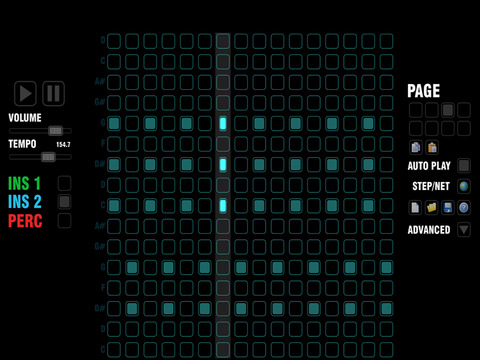 D
C
A#
G#
G
F
D#
D
C
A#
G#
G
F
D#
D
VOLUME
TEMPO 154.7
INS 1
INS 2
PERC
PAGE
AUTO PLAY
STEP/NET
?
ADVANCED